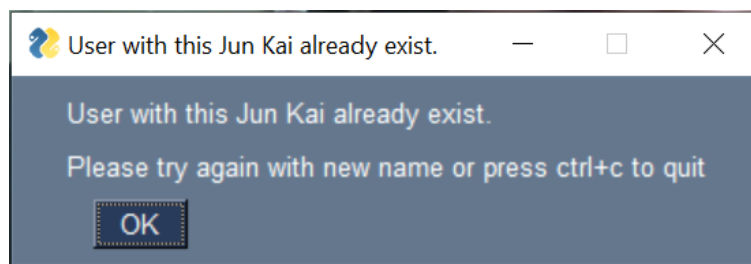 User with this Jun Kai already exist.
User with this Jun Kai already exist.
Please try again with new name or press ctrl+c to quit
OK